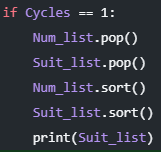 if Cycles == 1:
    Num_list.pop()
    Suit_list.pop()
    Num_list.sort()
    Suit_list.sort()
    print(Suit_list)